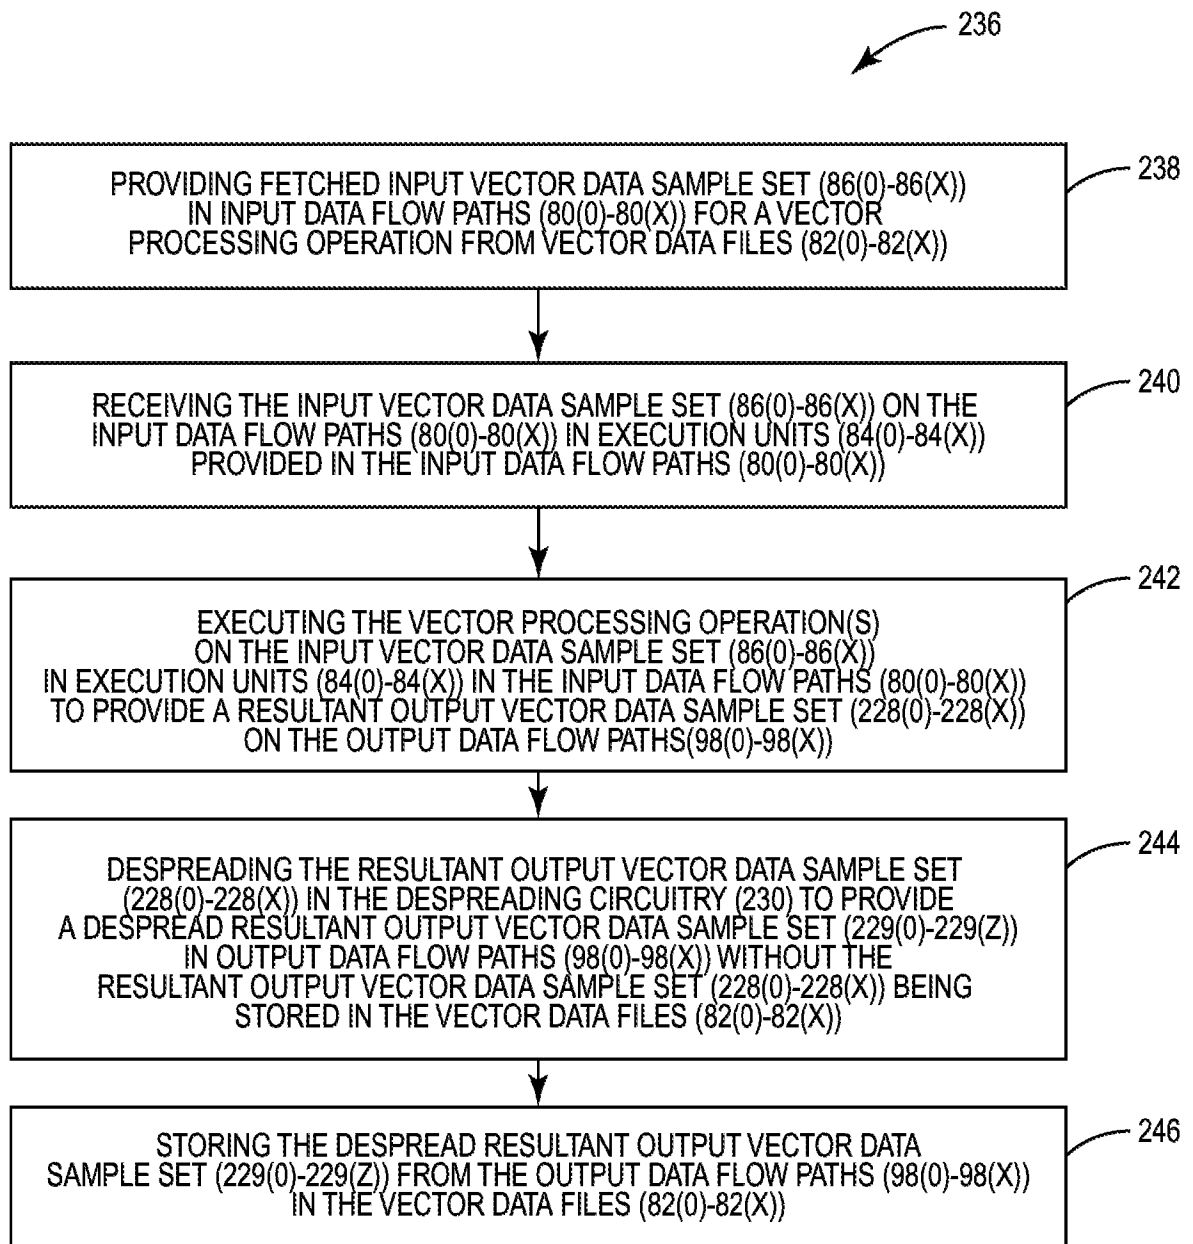 236
238
PROVIDING FETCHED INPUT VECTOR DATA SAMPLE SET (86(0)-86(X))
IN INPUT DATA FLOW PATHS (80(0)-80(X)) FOR A VECTOR
PROCESSING OPERATION FROM VECTOR DATA FILES (82(0)-82(X))
240
RECEIVING THE INPUT VECTOR DATA SAMPLE SET (86(0)-86(X)) ON THE
INPUT DATA FLOW PATHS (80(0)-80(X)) IN EXECUTION UNITS (84(0)-84(X))
PROVIDED IN THE INPUT DATA FLOW PATHS (80(0)-80(X))
242
EXECUTING THE VECTOR PROCESSING OPERATION(S)
ON THE INPUT VECTOR DATA SAMPLE SET (86(0)-86(X))
IN EXECUTION UNITS (84(0)-84(X)) IN THE INPUT DATA FLOW PATHS (80(0)-80(X))
TO PROVIDE A RESULTANT OUTPUT VECTOR DATA SAMPLE SET (228(0)-228(X))
ON THE OUTPUT DATA FLOW PATHS(98(0)-98(X))
244
DESPREADING THE RESULTANT OUTPUT VECTOR DATA SAMPLE SET
(228(0)-228(X)) IN THE DESPREADING CIRCUITRY (230) TO PROVIDE
A DESPREAD RESULTANT OUTPUT VECTOR DATA SAMPLE SET (229(0)-229(Z))
IN OUTPUT DATA FLOW PATHS (98(0)-98(X)) WITHOUT THE
RESULTANT OUTPUT VECTOR DATA SAMPLE SET (228(0)-228(X)) BEING
STORED IN THE VECTOR DATA FILES (82(0)-82(X))
246
STORING THE DESPREAD RESULTANT OUTPUT VECTOR DATA
SAMPLE SET (229(0)-229(Z)) FROM THE OUTPUT DATA FLOW PATHS (98(0)-98(X))
IN THE VECTOR DATA FILES (82(0)-82(X))